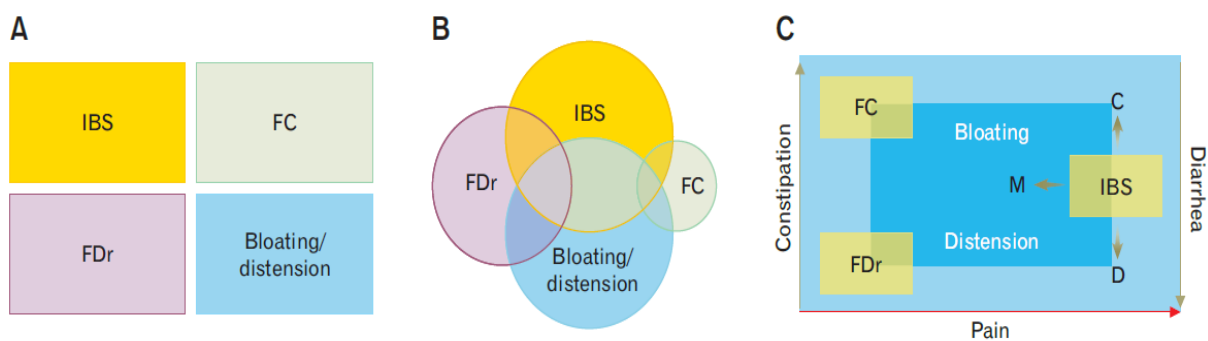 A
IBS
FC
FDr
Bloating/
distension
B
IBS
FDr
FC
Bloating/
distension
C
Constipation
FC
C
Bloating
M
IBS
Distension
FDr
D
Diarrhea
Pain